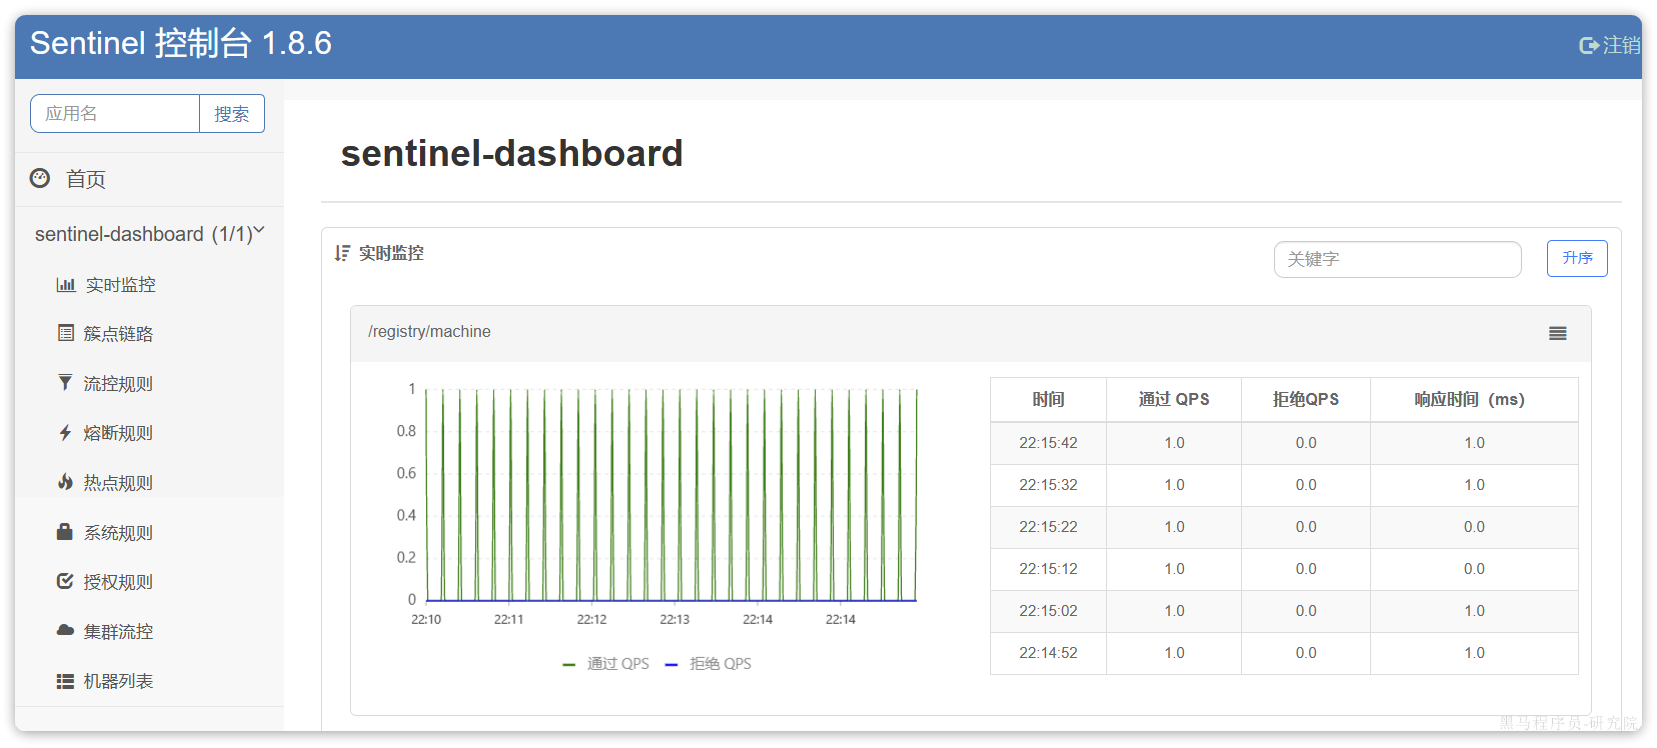 Sentinel 控制台 1.8.6
注销
应用名
搜索
首页
sentinel-dashboard (1/1)
实时监控
簇点链路
流控规则
熔断规则
热点规则
系统规则
授权规则
集群流控
机器列表
sentinel-dashboard
实时监控
关键字
升序
/registry/machine
1
0.8
0.6
0.4
0.2
0
22:10 22:11 22:12 22:13 22:14 22:14
通过 QPS 拒绝 QPS
时间 通过 QPS 拒绝QPS 响应时间（ms）
22:15:42 1.0 0.0 1.0
22:15:32 1.0 0.0 1.0
22:15:22 1.0 0.0 0.0
22:15:12 1.0 0.0 0.0
22:15:02 1.0 0.0 1.0
22:14:52 1.0 0.0 1.0
黑马程序员-研究院